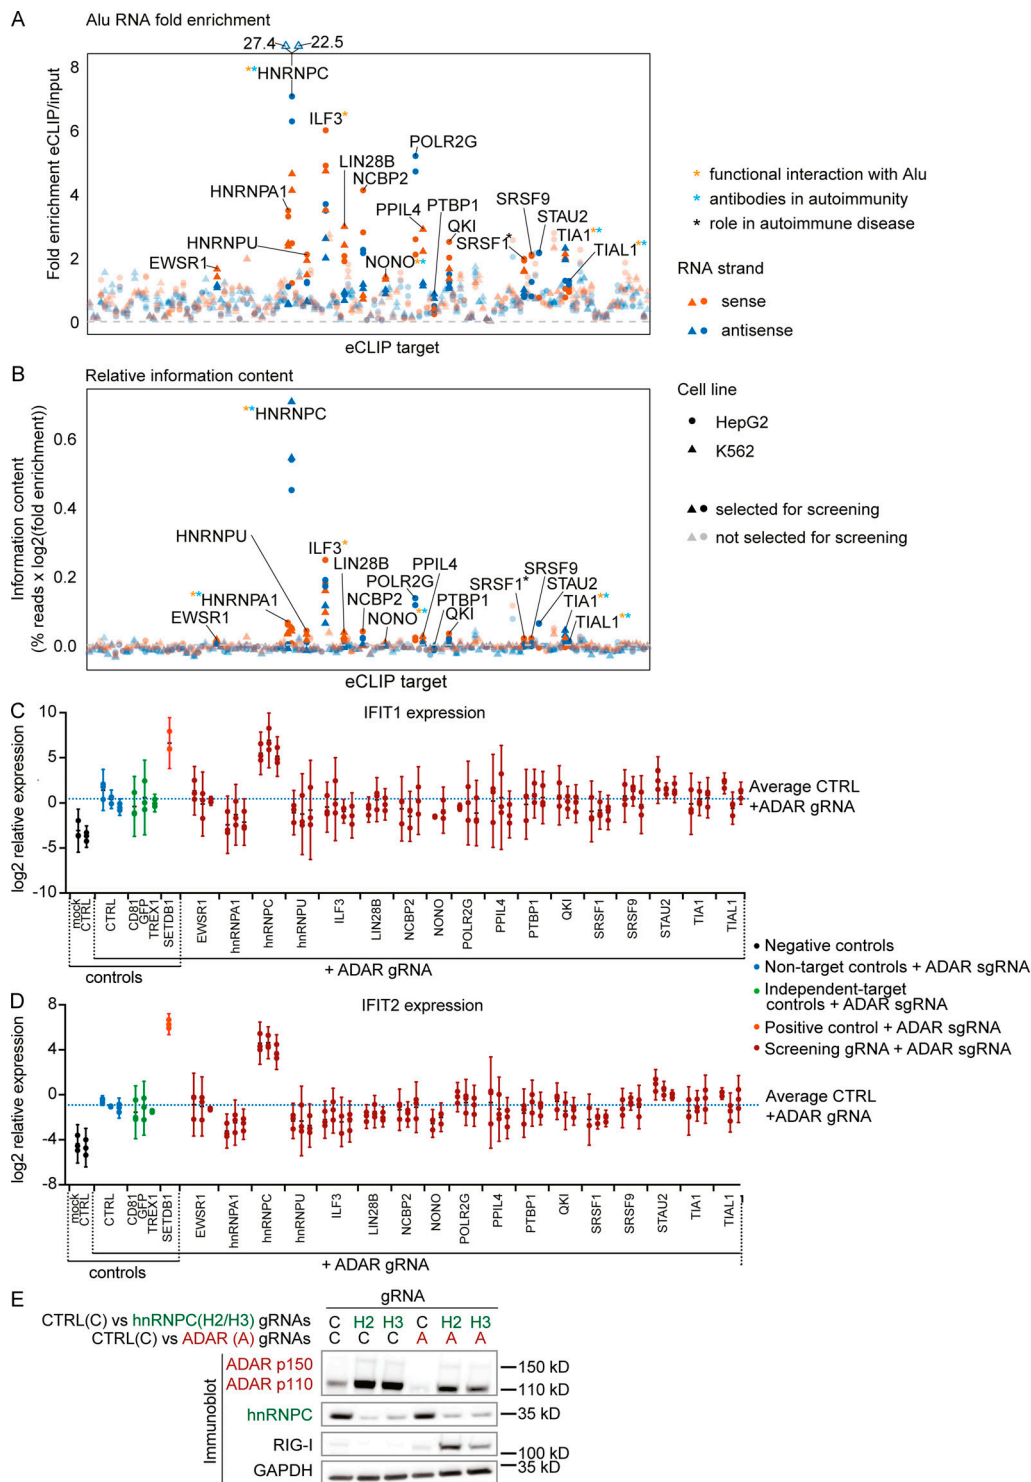 A
Alu RNA fold enrichment
27.4
22.5
Fold enrichment eCLIP/input
8
6
4
2
0
**HNRNPC
ILF3*
POLR2G
LIN28B
NCBP2
HNRNPA1
PPIL4
PTBP1
SRSF9
STAU2
QKI
TIA1**
SRSF1*
TIAL1**
HNRNPU
NONO**
EWSR1
eCLIP target
* functional interaction with Alu
* antibodies in autoimmunity
* role in autoimmune disease
RNA strand
sense
antisense
B
Relative information content
Information content
(% reads x log2(fold enrichment))
0.6
0.4
0.2
0.0
**HNRNPC
HNRNPU
ILF3*
LIN28B
PPIL4
POLR2G
SRSF1*
SRSF9
STAU2
**HNRNPA1
NCBP2
**
PTBP1
TIA1**
EWSR1
NONO
QKI
TIAL1**
eCLIP target
Cell line
HepG2
K562
selected for screening
not selected for screening
C
IFIT1 expression
log2 relative expression
10
5
0
-5
-10
Average CTRL
+ADAR gRNA
mock
CTRL
CTRL
CD81
GFP
TREX1
SETDB1
EWSR1
hnRNPA1
hnRNPC
hnRNPU
ILF3
LIN28B
NCBP2
NONO
POLR2G
PPIL4
PTBP1
QKI
SRSF1
SRSF9
STAU2
TIA1
TIAL1
controls
+ ADAR gRNA
Negative controls
Non-target controls + ADAR sgRNA
Independent-target
controls + ADAR sgRNA
Positive control + ADAR sgRNA
Screening gRNA + ADAR sgRNA
D
IFIT2 expression
log2 relative expression
8
4
0
-4
-8
Average CTRL
+ADAR gRNA
mock
CTRL
CTRL
CD81
GFP
TREX1
SETDB1
EWSR1
hnRNPA1
hnRNPC
hnRNPU
ILF3
LIN28B
NCBP2
NONO
POLR2G
PPIL4
PTBP1
QKI
SRSF1
SRSF9
STAU2
TIA1
TIAL1
controls
+ ADAR gRNA
E
gRNA
CTRL(C) vs hnRNPC(H2/H3) gRNAs C H2 H3 C H2 H3
CTRL(C) vs ADAR (A) gRNAs C C C A A A
Immunoblot
ADAR p150
150 kD
ADAR p110
110 kD
hnRNPC
35 kD
RIG-I
100 kD
GAPDH
35 kD